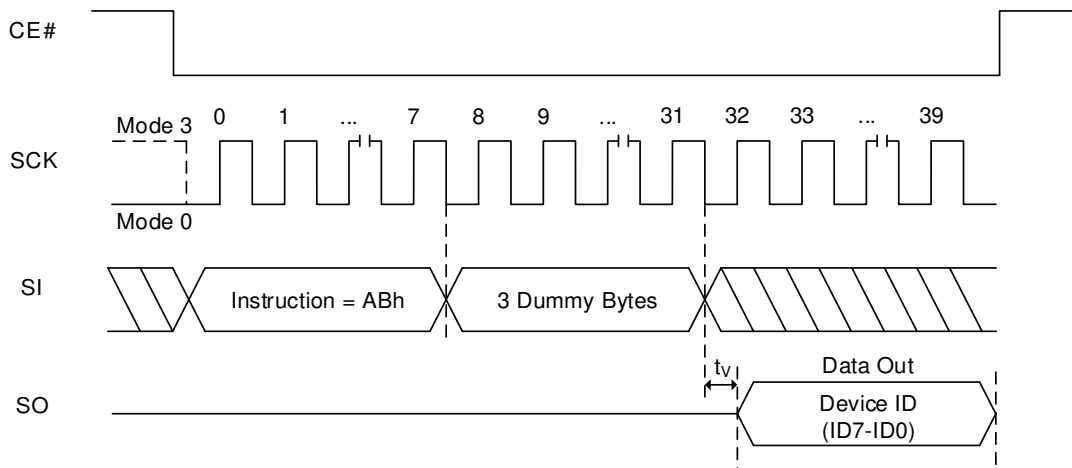 CE#
0 1 ... 7 8 9 ... 31 32 33 ... 39
Mode 3
SCK
Mode 0
SI
Instruction = ABh
3 Dummy Bytes
tV
Data Out
SO
Device ID
(ID7-ID0)